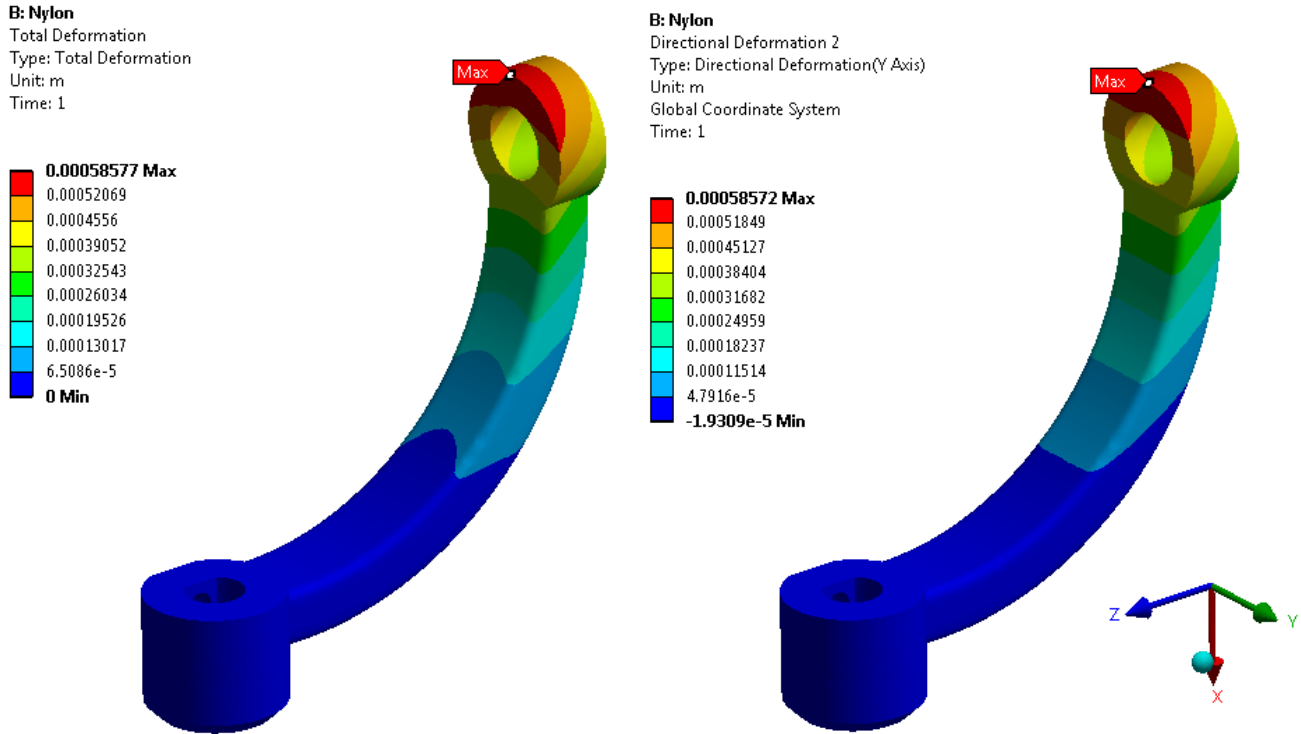 B: Nylon
Total Deformation
Type: Total Deformation
Unit: m
Time: 1
0.00058577 Max
0.00052069
0.0004556
0.00039052
0.00032543
0.00026034
0.00019526
0.00013017
6.5086e-5
0 Min
Max
B: Nylon
Directional Deformation 2
Type: Directional Deformation(Y Axis)
Unit: m
Global Coordinate System
Time: 1
0.00058572 Max
0.00051849
0.00045127
0.00038404
0.00031682
0.00024959
0.00018237
0.00011514
4.7916e-5
-1.9309e-5 Min
Max
Z
Y
X